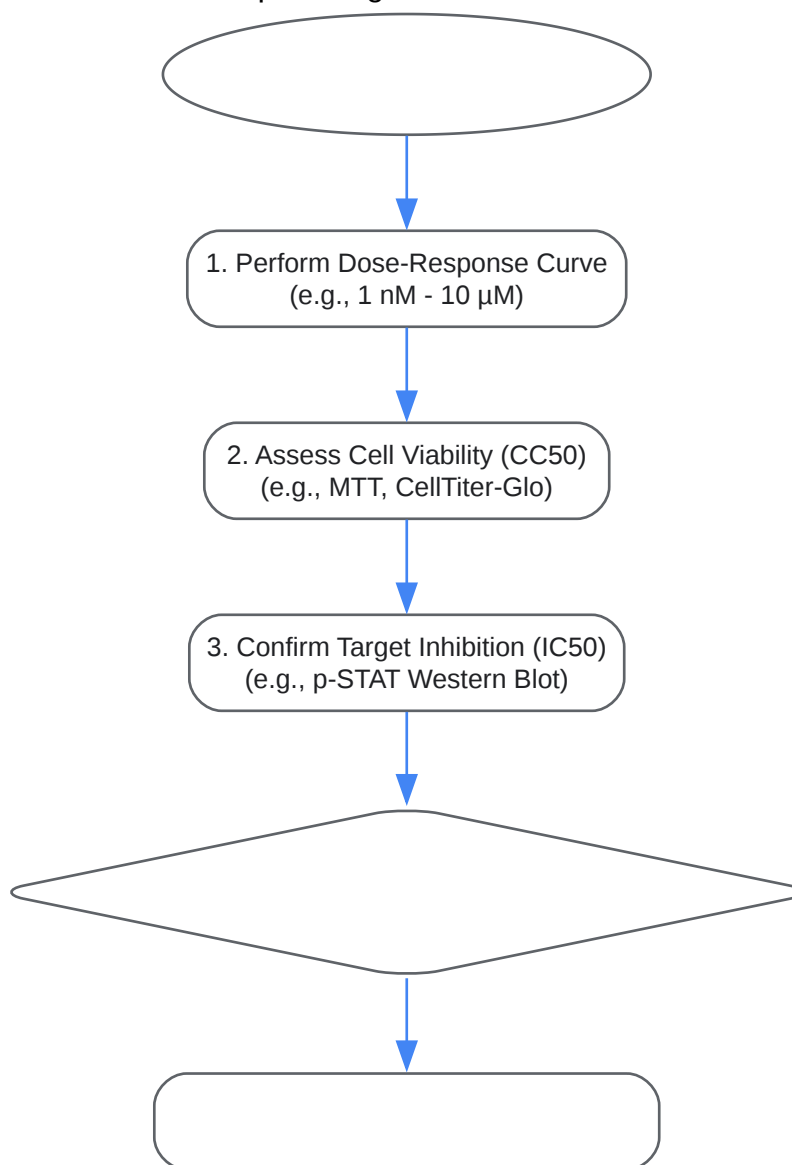 1. Perform Dose-Response Curve
(e.g., 1 nM - 10 µM)
2. Assess Cell Viability (CC50)
(e.g., MTT, CellTiter-Glo)
3. Confirm Target Inhibition (IC50)
(e.g., p-STAT Western Blot)